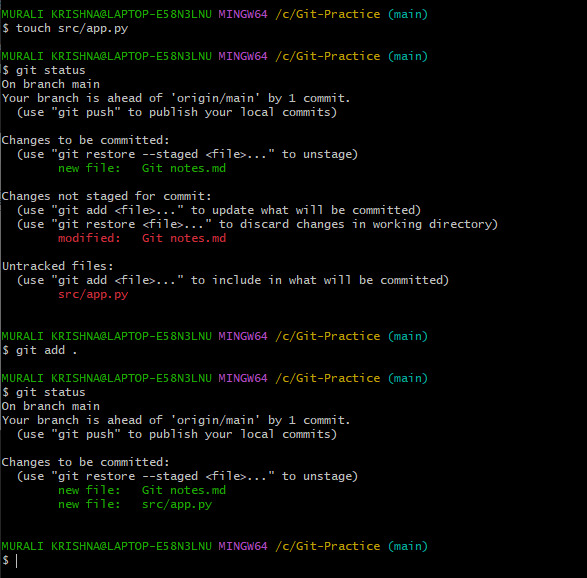 MURALI KRISHNA@LAPTOP-E58N3LNU MINGW64 /c/Git-Practice (main)
$ touch src/app.py
MURALI KRISHNA@LAPTOP-E58N3LNU MINGW64 /c/Git-Practice (main)
$ git status
On branch main
Your branch is ahead of 'origin/main' by 1 commit.
  (use "git push" to publish your local commits)
Changes to be committed:
  (use "git restore --staged <file>..." to unstage)
        new file:   Git notes.md
Changes not staged for commit:
  (use "git add <file>..." to update what will be committed)
  (use "git restore <file>..." to discard changes in working directory)
        modified:   Git notes.md
Untracked files:
  (use "git add <file>..." to include in what will be committed)
        src/app.py
MURALI KRISHNA@LAPTOP-E58N3LNU MINGW64 /c/Git-Practice (main)
$ git add .
MURALI KRISHNA@LAPTOP-E58N3LNU MINGW64 /c/Git-Practice (main)
$ git status
On branch main
Your branch is ahead of 'origin/main' by 1 commit.
  (use "git push" to publish your local commits)
Changes to be committed:
  (use "git restore --staged <file>..." to unstage)
        new file:   Git notes.md
        new file:   src/app.py
MURALI KRISHNA@LAPTOP-E58N3LNU MINGW64 /c/Git-Practice (main)
$